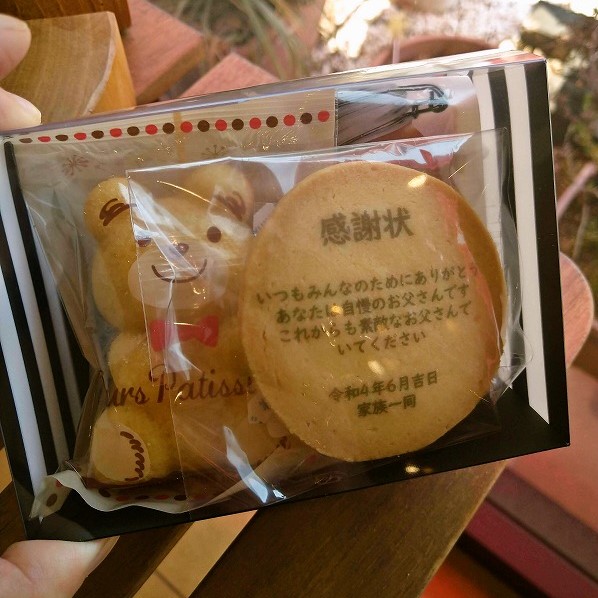 感謝状
いつもみんなのためにありがとう
あなたは自慢のお父さんです
これからも素敵なお父さんで
いてください
令和4年6月吉日
家族一同
urs Patiss